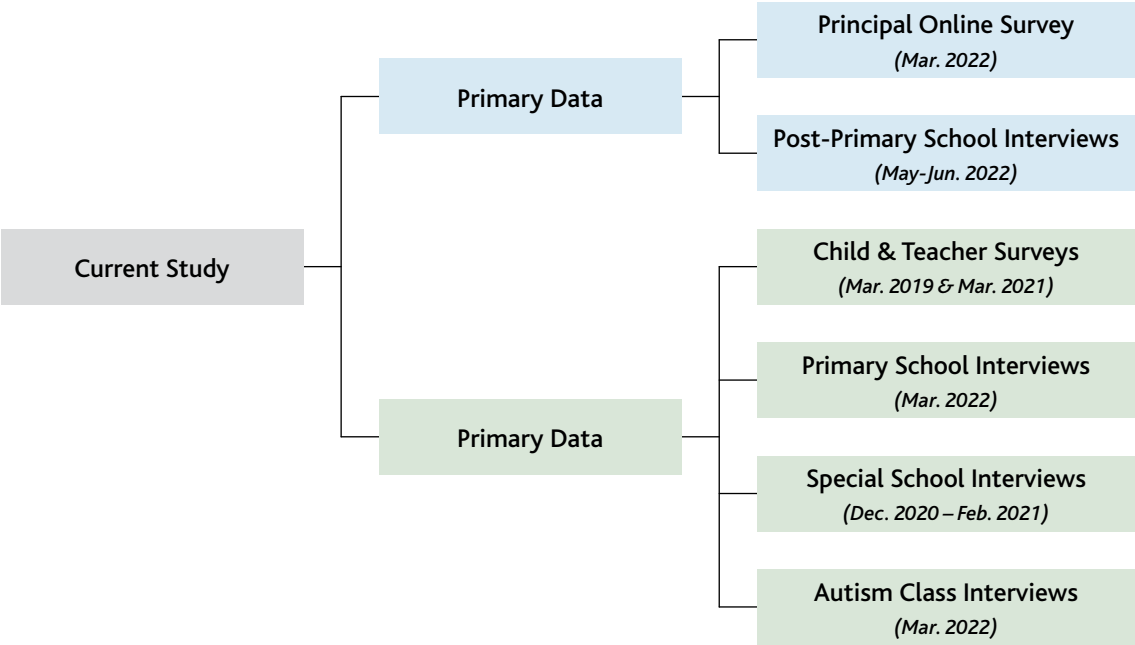 Current Study
Primary Data
Principal Online Survey
(Mar. 2022)
Post-Primary School Interviews
(May-Jun. 2022)
Primary Data
Child & Teacher Surveys
(Mar. 2019 & Mar. 2021)
Primary School Interviews
(Mar. 2022)
Special School Interviews
(Dec. 2020 – Feb. 2021)
Autism Class Interviews
(Mar. 2022)